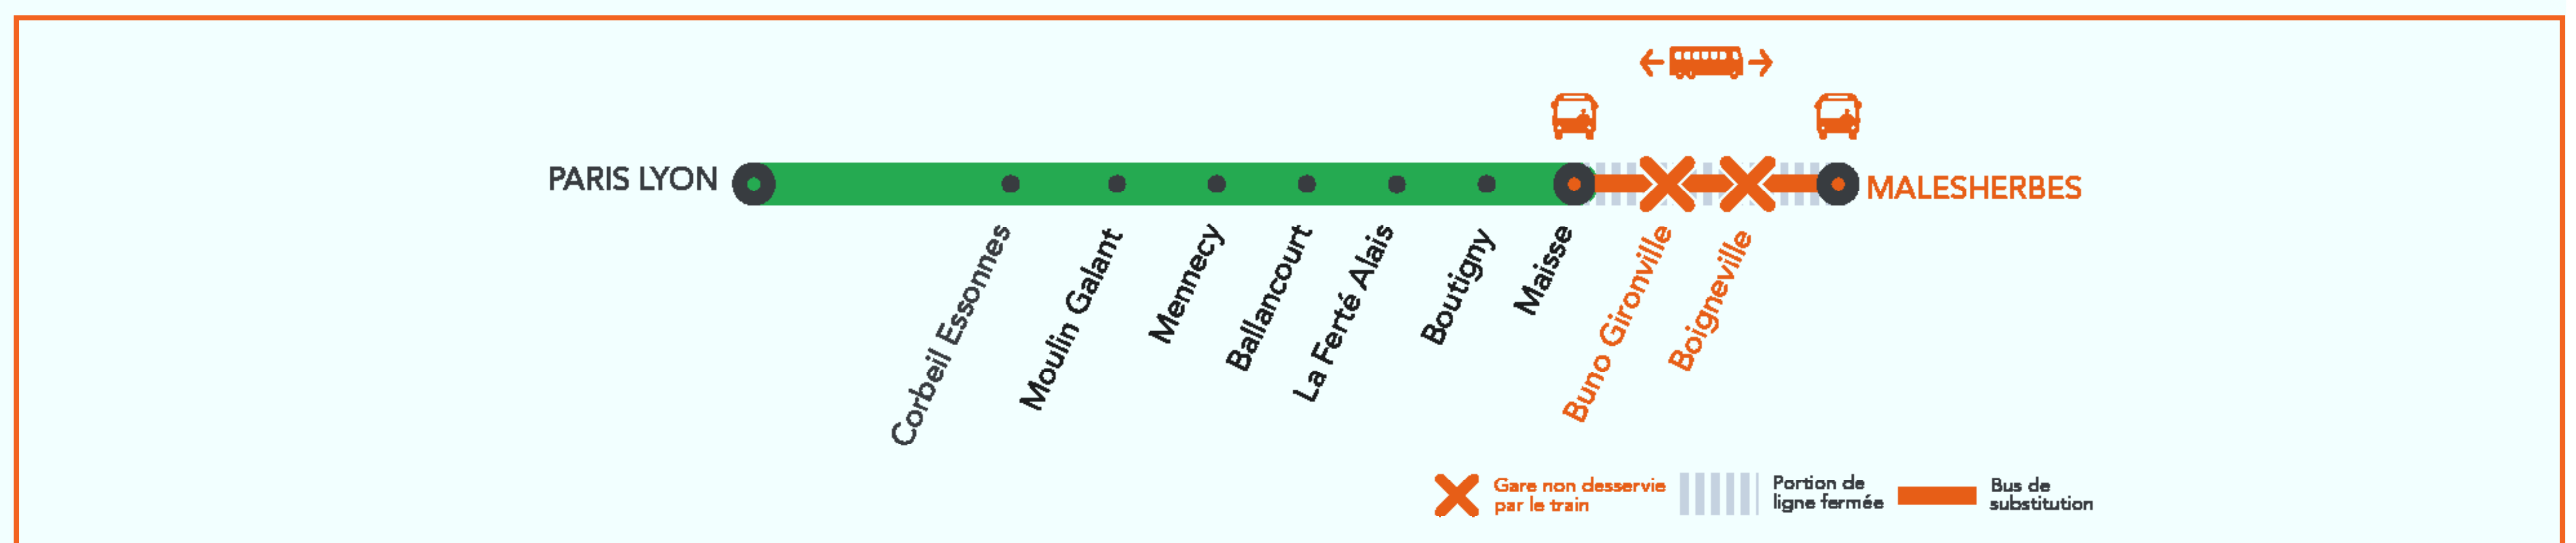 PARIS LYON
Corbeil Essonnes
Moulin Galant
Mennecy
Ballancourt
La Ferté Alais
Boutigny
Maisse
Buno Gironville
Boigneville
MALESHERBES
Gare non desservie
par le train
Portion de
ligne fermée
Bus de
substitution